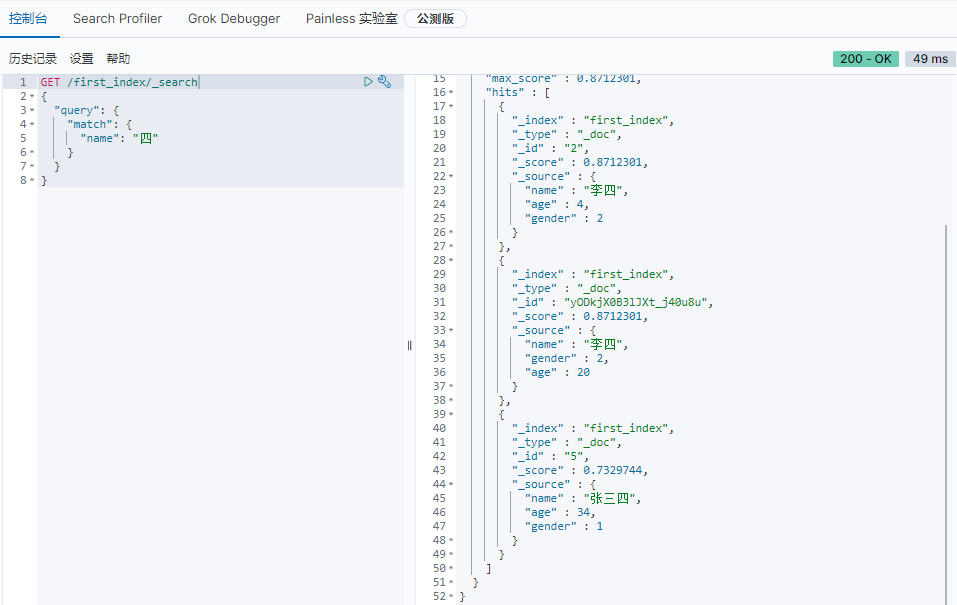 控制台 Search Profiler Grok Debugger Painless 实验室 公测版
历史记录 设置 帮助 200 - OK 49 ms
1 GET /first_index/_search
2 {
3 "query": {
4 "match": {
5 "name": "四"
6 }
7 }
8 }
15 "max_score" : 0.8712301,
16 "hits" : [
17 {
18 "_index" : "first_index",
19 "_type" : "_doc",
20 "_id" : "2",
21 "_score" : 0.8712301,
22 "_source" : {
23 "name" : "李四",
24 "age" : 4,
25 "gender" : 2
26 }
27 },
28 {
29 "_index" : "first_index",
30 "_type" : "_doc",
31 "_id" : "yODkjX0B3lJXt_j40u8u",
32 "_score" : 0.8712301,
33 "_source" : {
34 "name" : "李四",
35 "gender" : 2,
36 "age" : 20
37 }
38 },
39 {
40 "_index" : "first_index",
41 "_type" : "_doc",
42 "_id" : "5",
43 "_score" : 0.7329744,
44 "_source" : {
45 "name" : "张三四",
46 "age" : 34,
47 "gender" : 1
48 }
49 }
50 ]
51 }
52 }